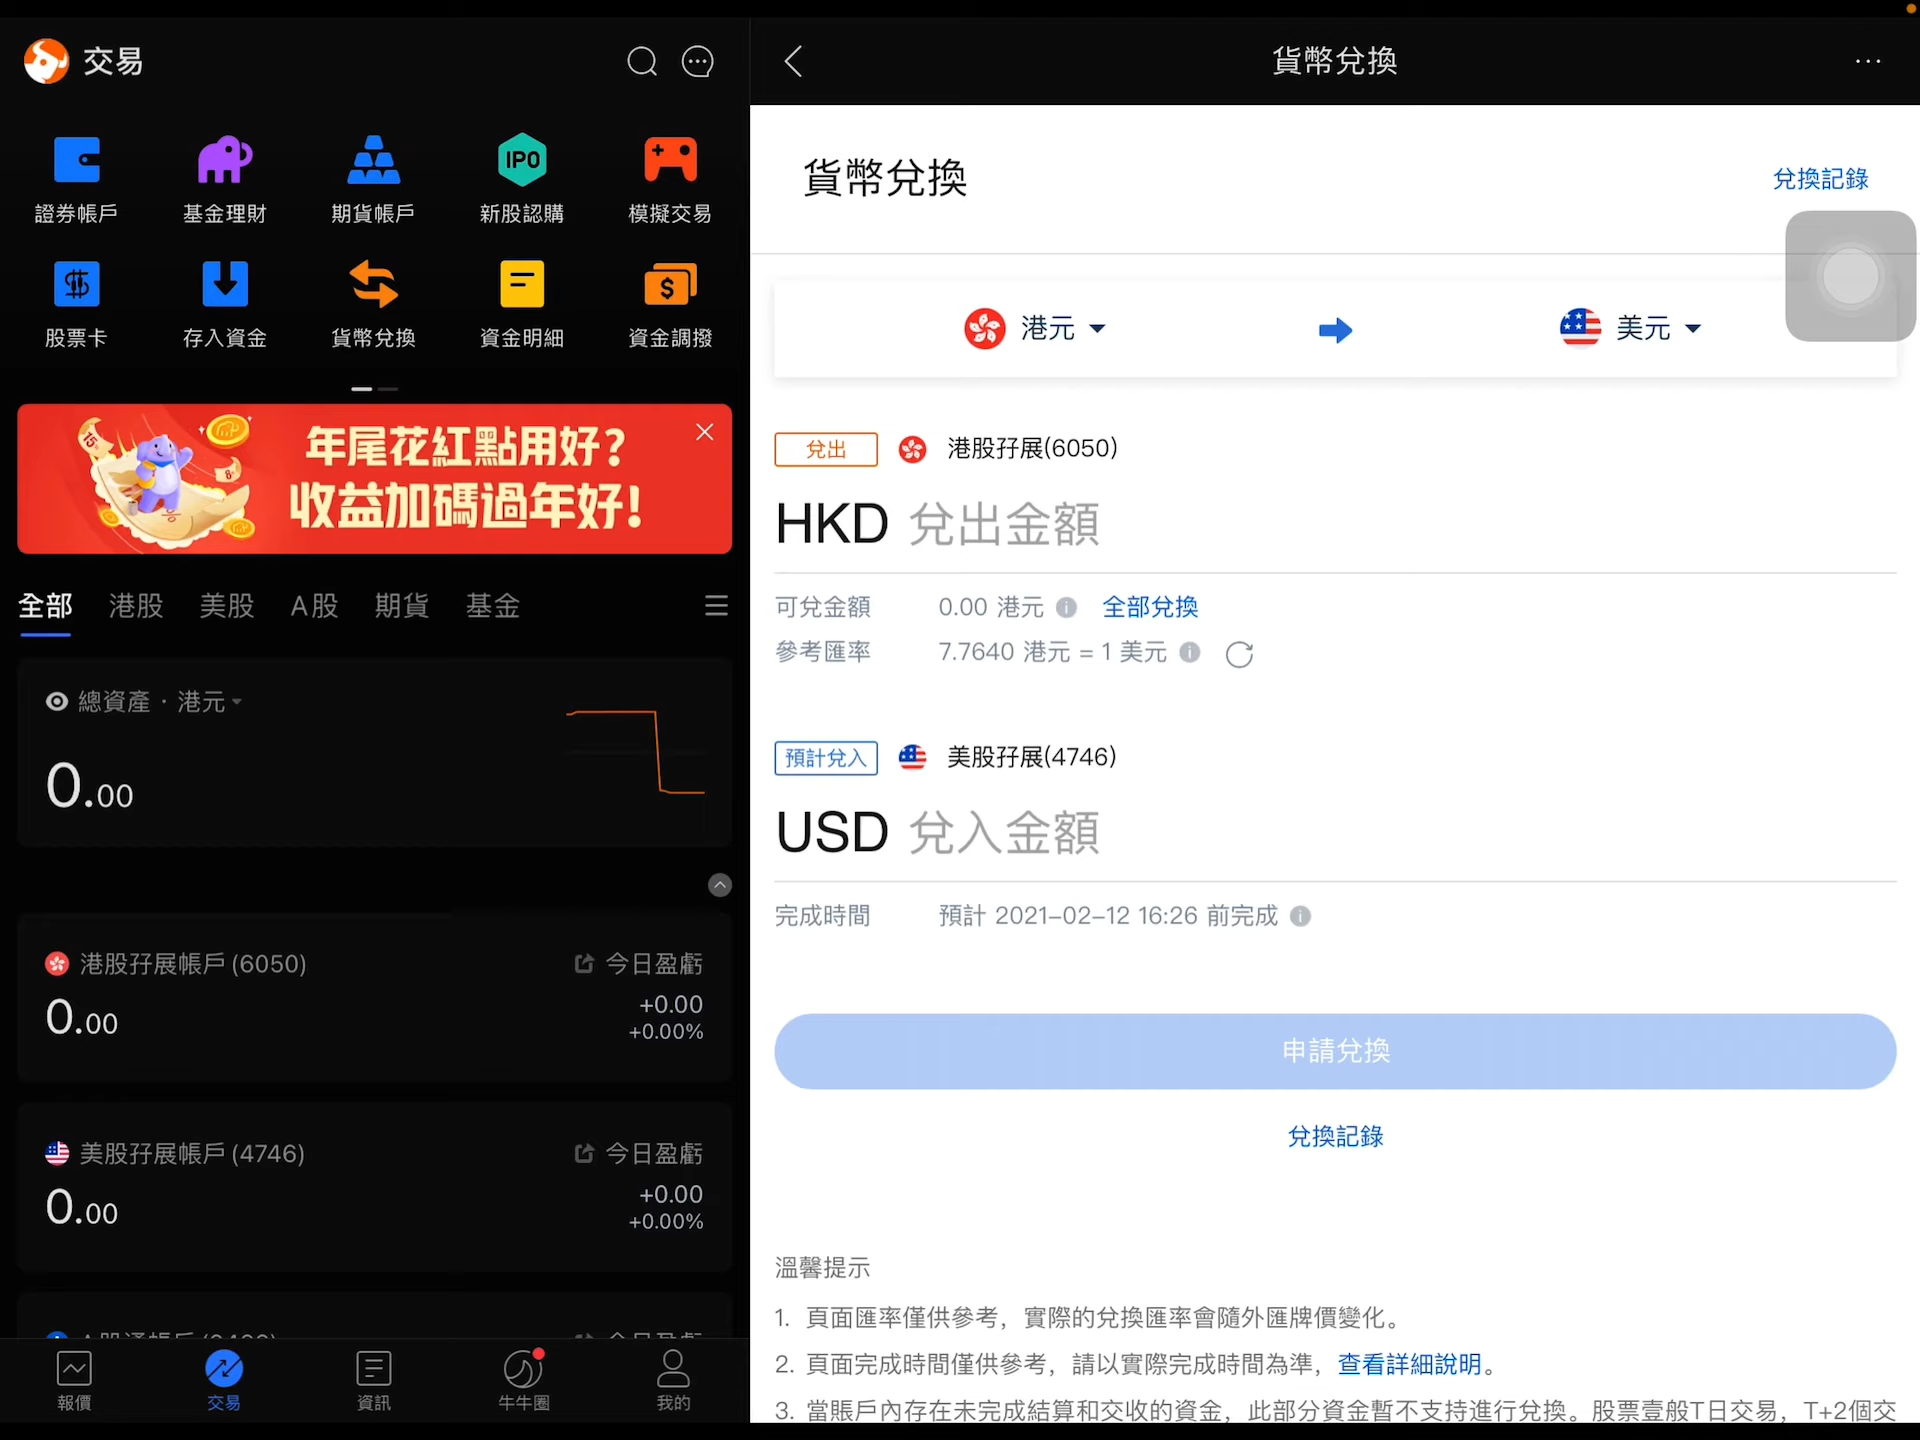 交易
證券帳戶 基金理財 期貨帳戶 新股認購 模擬交易
IPO
股票卡 存入資金 貨幣兌換 資金明細 資金調撥
年尾花紅點用好?
收益加碼過年好!
全部 港股 美股 A股 期貨 基金
總資產 · 港元
0.00
港股孖展帳戶(6050) 今日盈虧
0.00 +0.00
+0.00%
美股孖展帳戶(4746) 今日盈虧
0.00 +0.00
+0.00%
報價 交易 資訊 牛牛圈 我的
貨幣兌換
貨幣兌換 兌換記錄
港元 美元
兌出 港股孖展(6050)
HKD 兌出金額
可兌金額 0.00 港元 全部兌換
參考匯率 7.7640 港元 = 1 美元
預計兌入 美股孖展(4746)
USD 兌入金額
完成時間 預計 2021-02-12 16:26 前完成
申請兌換
兌換記錄
溫馨提示
1. 頁面匯率僅供參考，實際的兌換匯率會隨外匯牌價變化。
2. 頁面完成時間僅供參考，請以實際完成時間為準，查看詳細說明。
3. 當賬戶內存在未完成結算和交收的資金，此部分資金暫不支持進行兌換。股票壹般T日交易，T+2個交